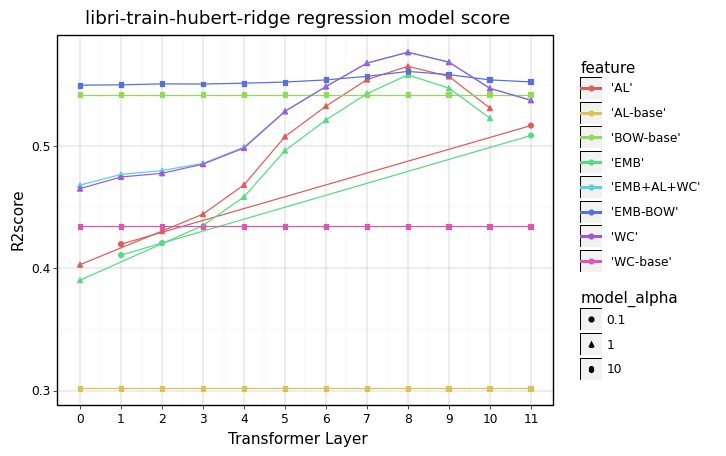 libri-train-hubert-ridge regression model score
R2score
0.5
0.4
0.3
0 1 2 3 4 5 6 7 8 9 10 11
Transformer Layer
feature
'AL'
'AL-base'
'BOW-base'
'EMB'
'EMB+AL+WC'
'EMB-BOW'
'WC'
'WC-base'
model_alpha
0.1
1
10